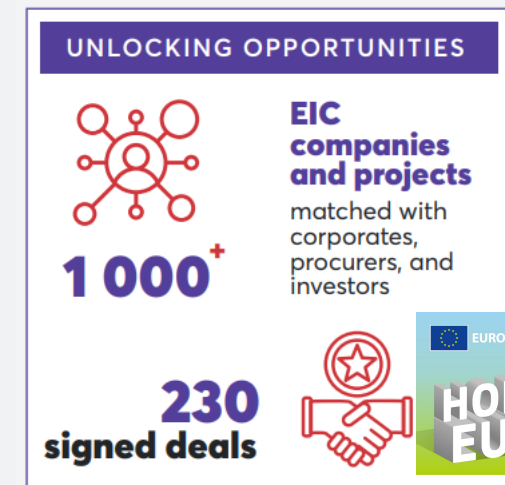 UNLOCKING OPPORTUNITIES
EIC
companies
and projects
matched with
corporates,
procurers, and
investors
1 000+
230
signed deals